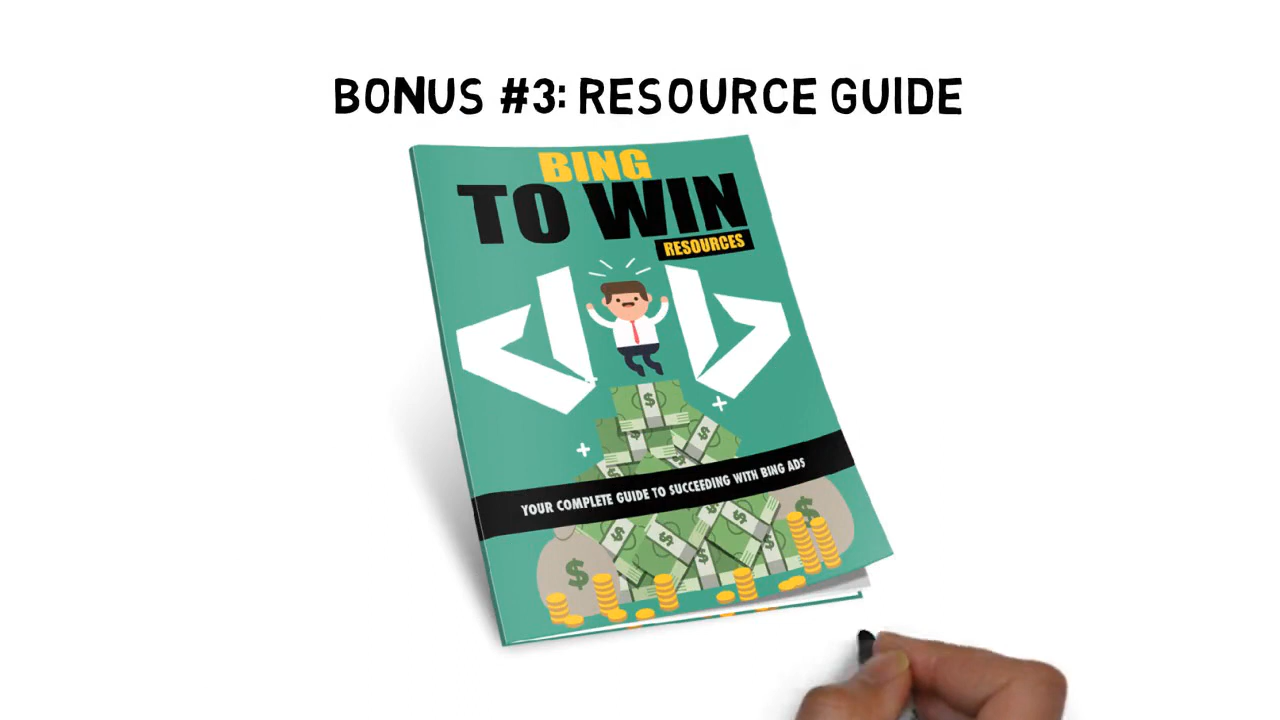 BONUS #3: RESOURCE GUIDE
BING
TO WIN
RESOURCES
YOUR COMPLETE GUIDE TO SUCCEEDING WITH BING ADS